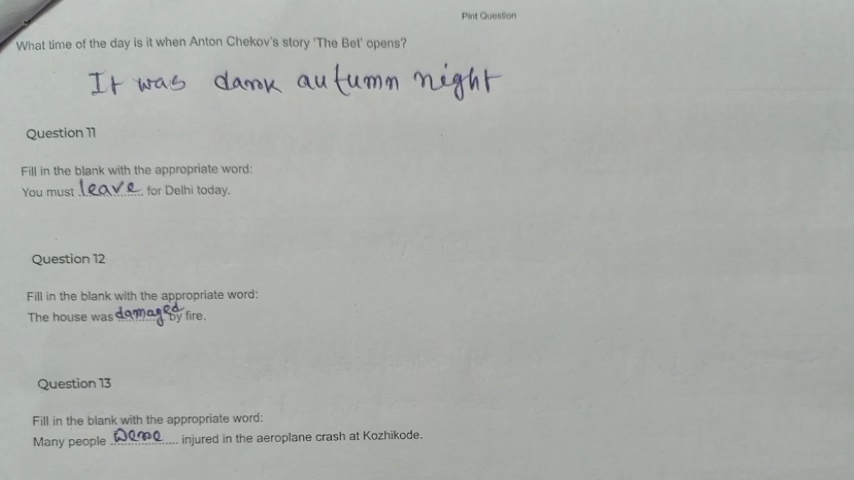 Pint Question
What time of the day is it when Anton Chekov's story 'The Bet' opens?
It was dark autumn night
Question 11
Fill in the blank with the appropriate word:
You must leave for Delhi today.
Question 12
Fill in the blank with the appropriate word:
The house was damaged by fire.
Question 13
Fill in the blank with the appropriate word:
Many people were injured in the aeroplane crash at Kozhikode.